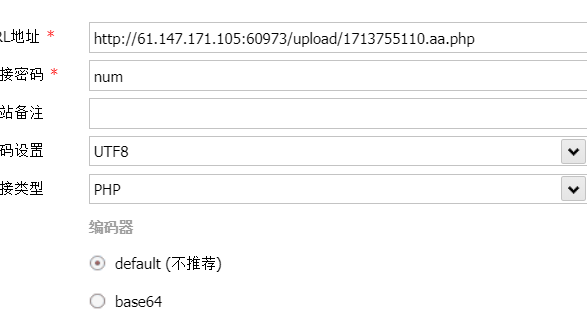 RL地址 *
http://61.147.171.105:60973/upload/1713755110.aa.php
接密码 *
num
站备注
码设置
UTF8
接类型
PHP
编码器
default (不推荐)
base64